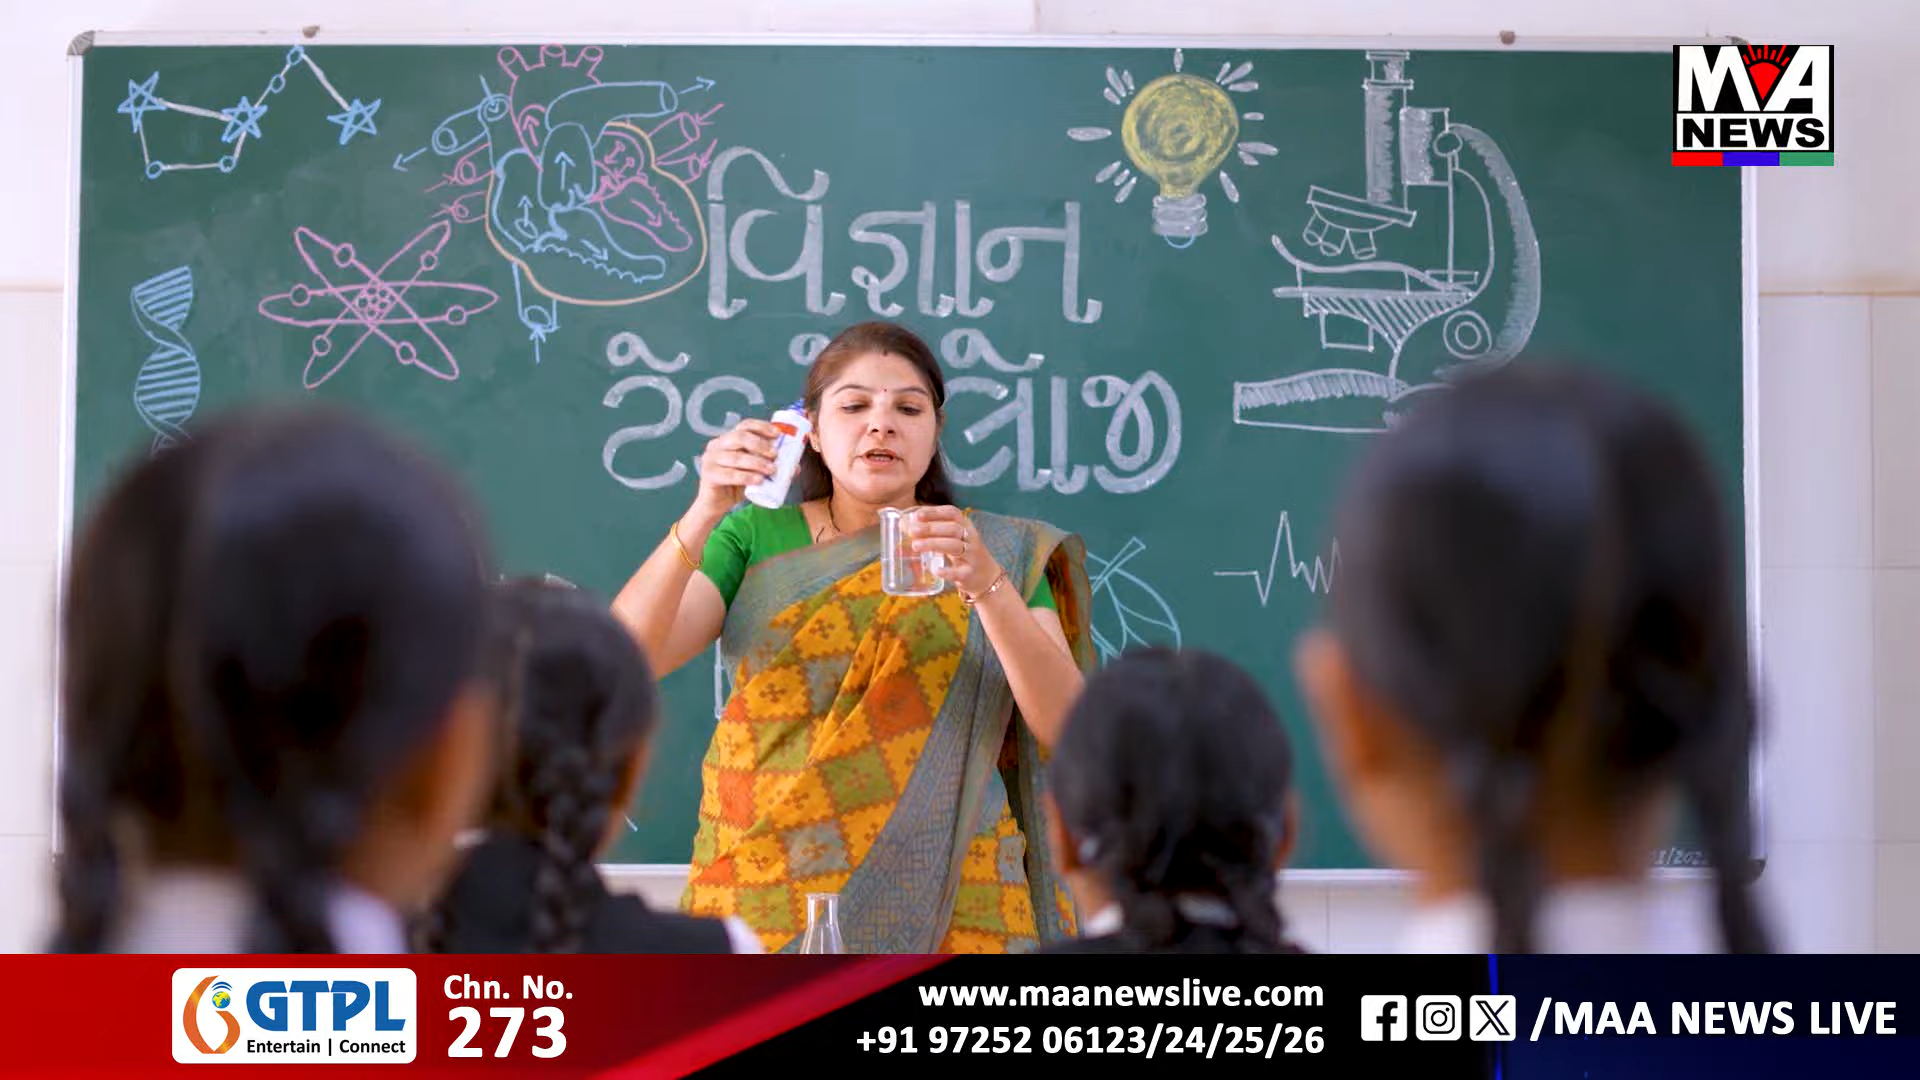 MAA
NEWS
વિજ્ઞાન
GTPL
Entertain | Connect
Chn. No.
273
www.maanewslive.com
+91 97252 06123/24/25/26
/MAA NEWS LIVE